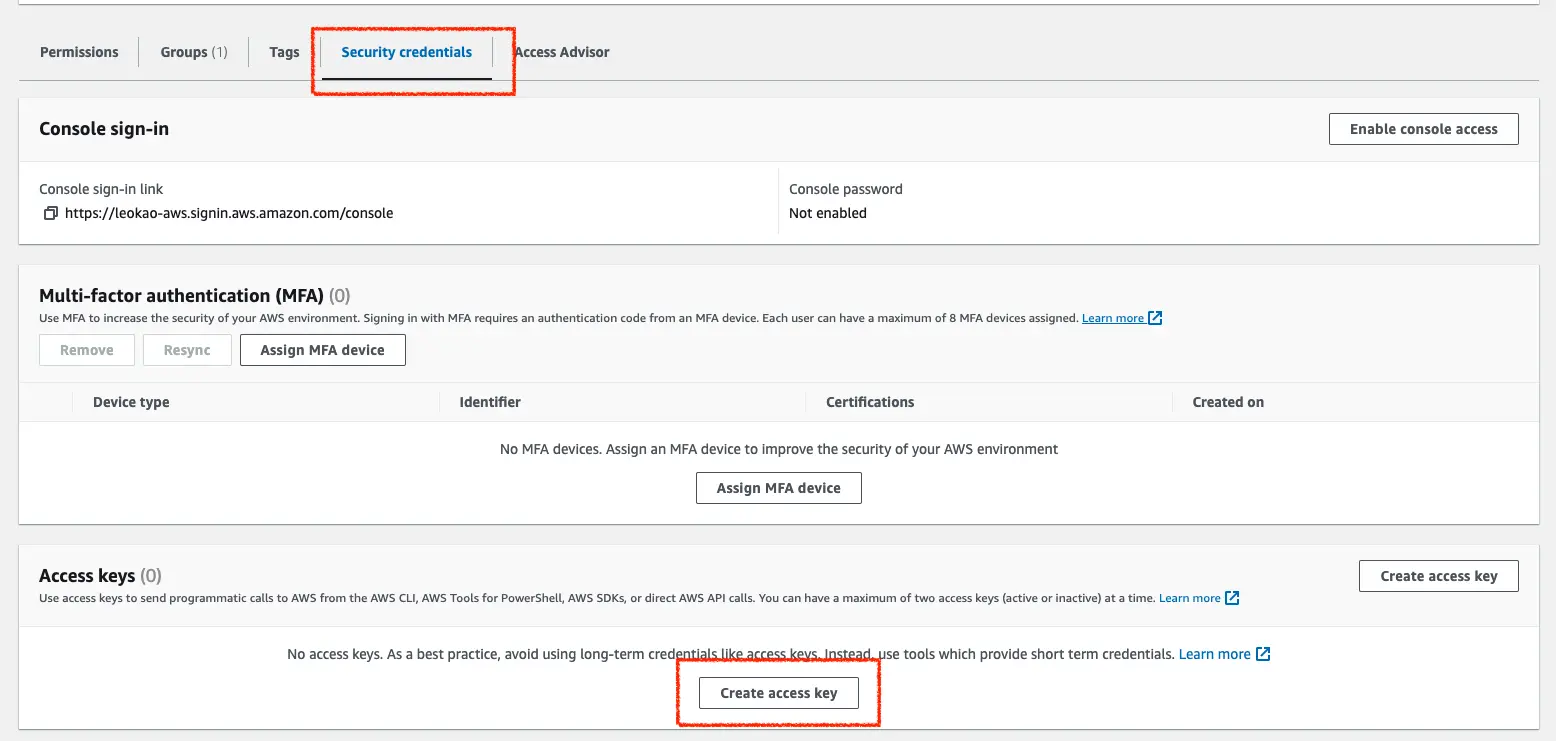 Permissions
Groups (1)
Tags
Security credentials
Access Advisor
Console sign-in
Enable console access
Console sign-in link
https://leokao-aws.signin.aws.amazon.com/console
Console password
Not enabled
Multi-factor authentication (MFA) (0)
Use MFA to increase the security of your AWS environment. Signing in with MFA requires an authentication code from an MFA device. Each user can have a maximum of 8 MFA devices assigned. Learn more
Remove
Resync
Assign MFA device
Device type
Identifier
Certifications
Created on
No MFA devices. Assign an MFA device to improve the security of your AWS environment
Assign MFA device
Access keys (0)
Create access key
Use access keys to send programmatic calls to AWS from the AWS CLI, AWS Tools for PowerShell, AWS SDKs, or direct AWS API calls. You can have a maximum of two access keys (active or inactive) at a time. Learn more
No access keys. As a best practice, avoid using long-term credentials like access keys. Instead, use tools which provide short term credentials. Learn more
Create access key